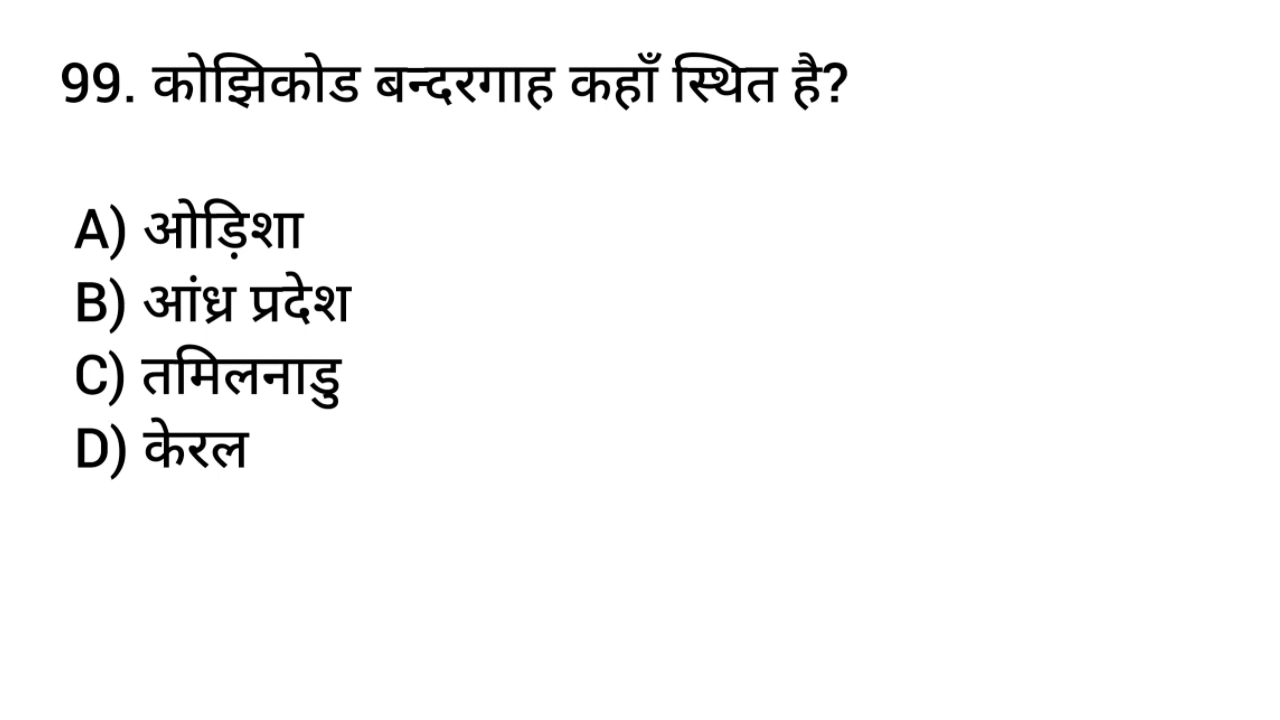 99. कोझिकोड बन्दरगाह कहाँ स्थित है?
A) ओड़िशा
B) आंध्र प्रदेश
C) तमिलनाडु
D) केरल